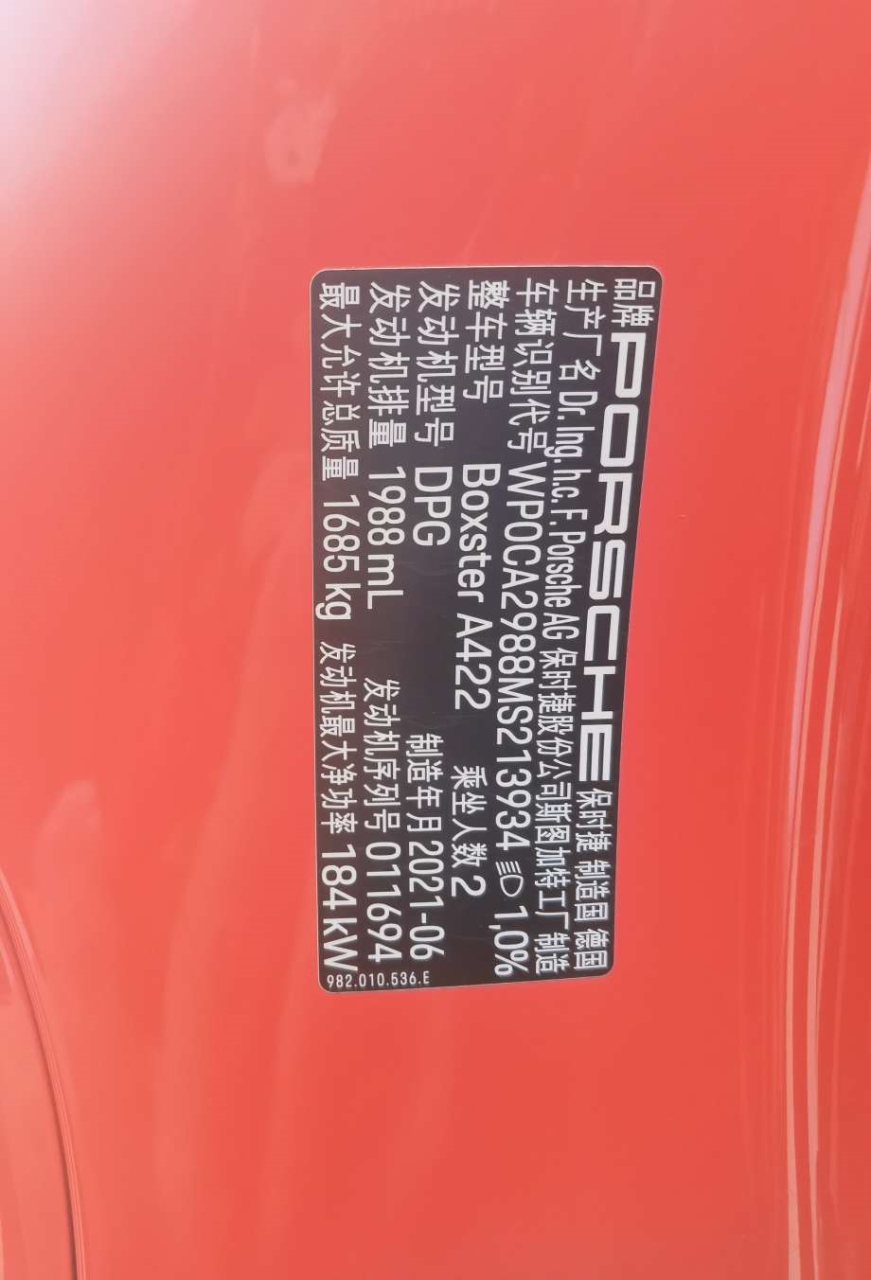 品牌 PORSCHE 保时捷 制造国 德国
生产厂名 Dr. Ing. h.c. F. Porsche AG 保时捷股份公司斯图加特工厂 制造
车辆识别代号 WP0CA2988MS213934 1,0%
整车型号 Boxster A422 乘坐人数 2
发动机型号 DPG 制造年月 2021-06
发动机排量 1988 mL 发动机序列号 011694
最大允许总质量 1685 kg 发动机最大净功率 184 kW
982.010.536.E